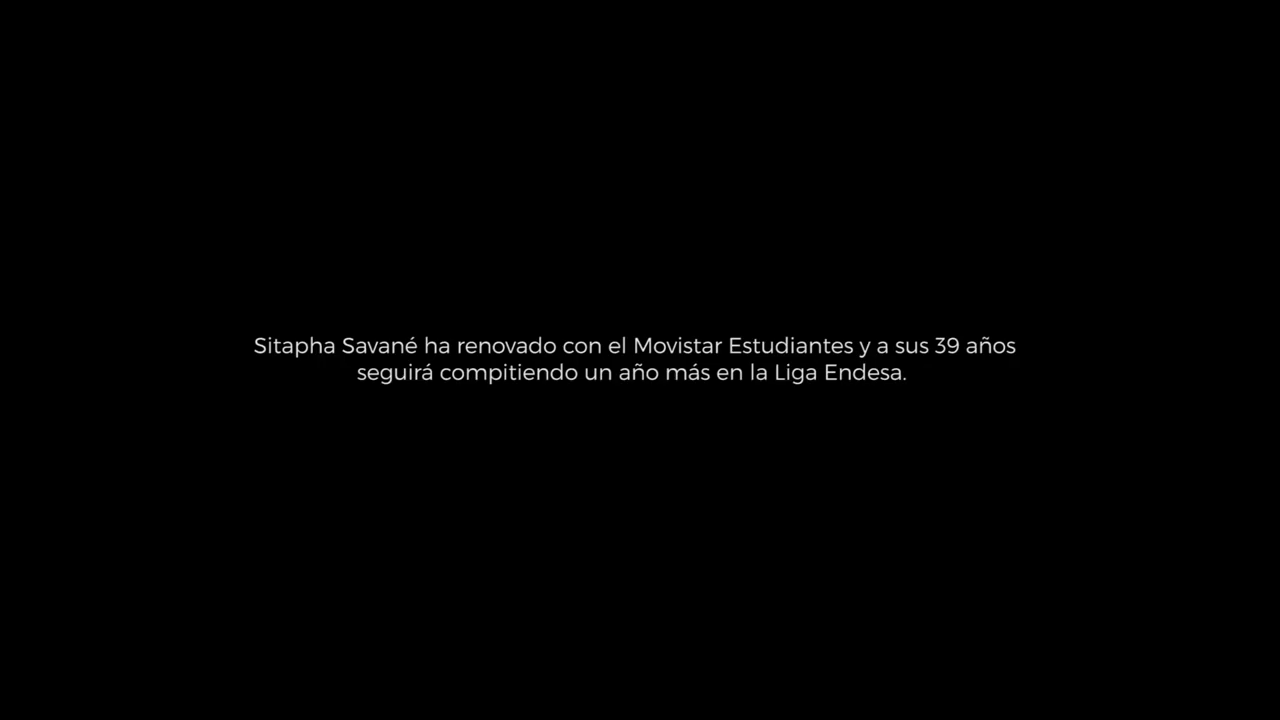 Sitapha Savané ha renovado con el Movistar Estudiantes y a sus 39 años
seguirá compitiendo un año más en la Liga Endesa.